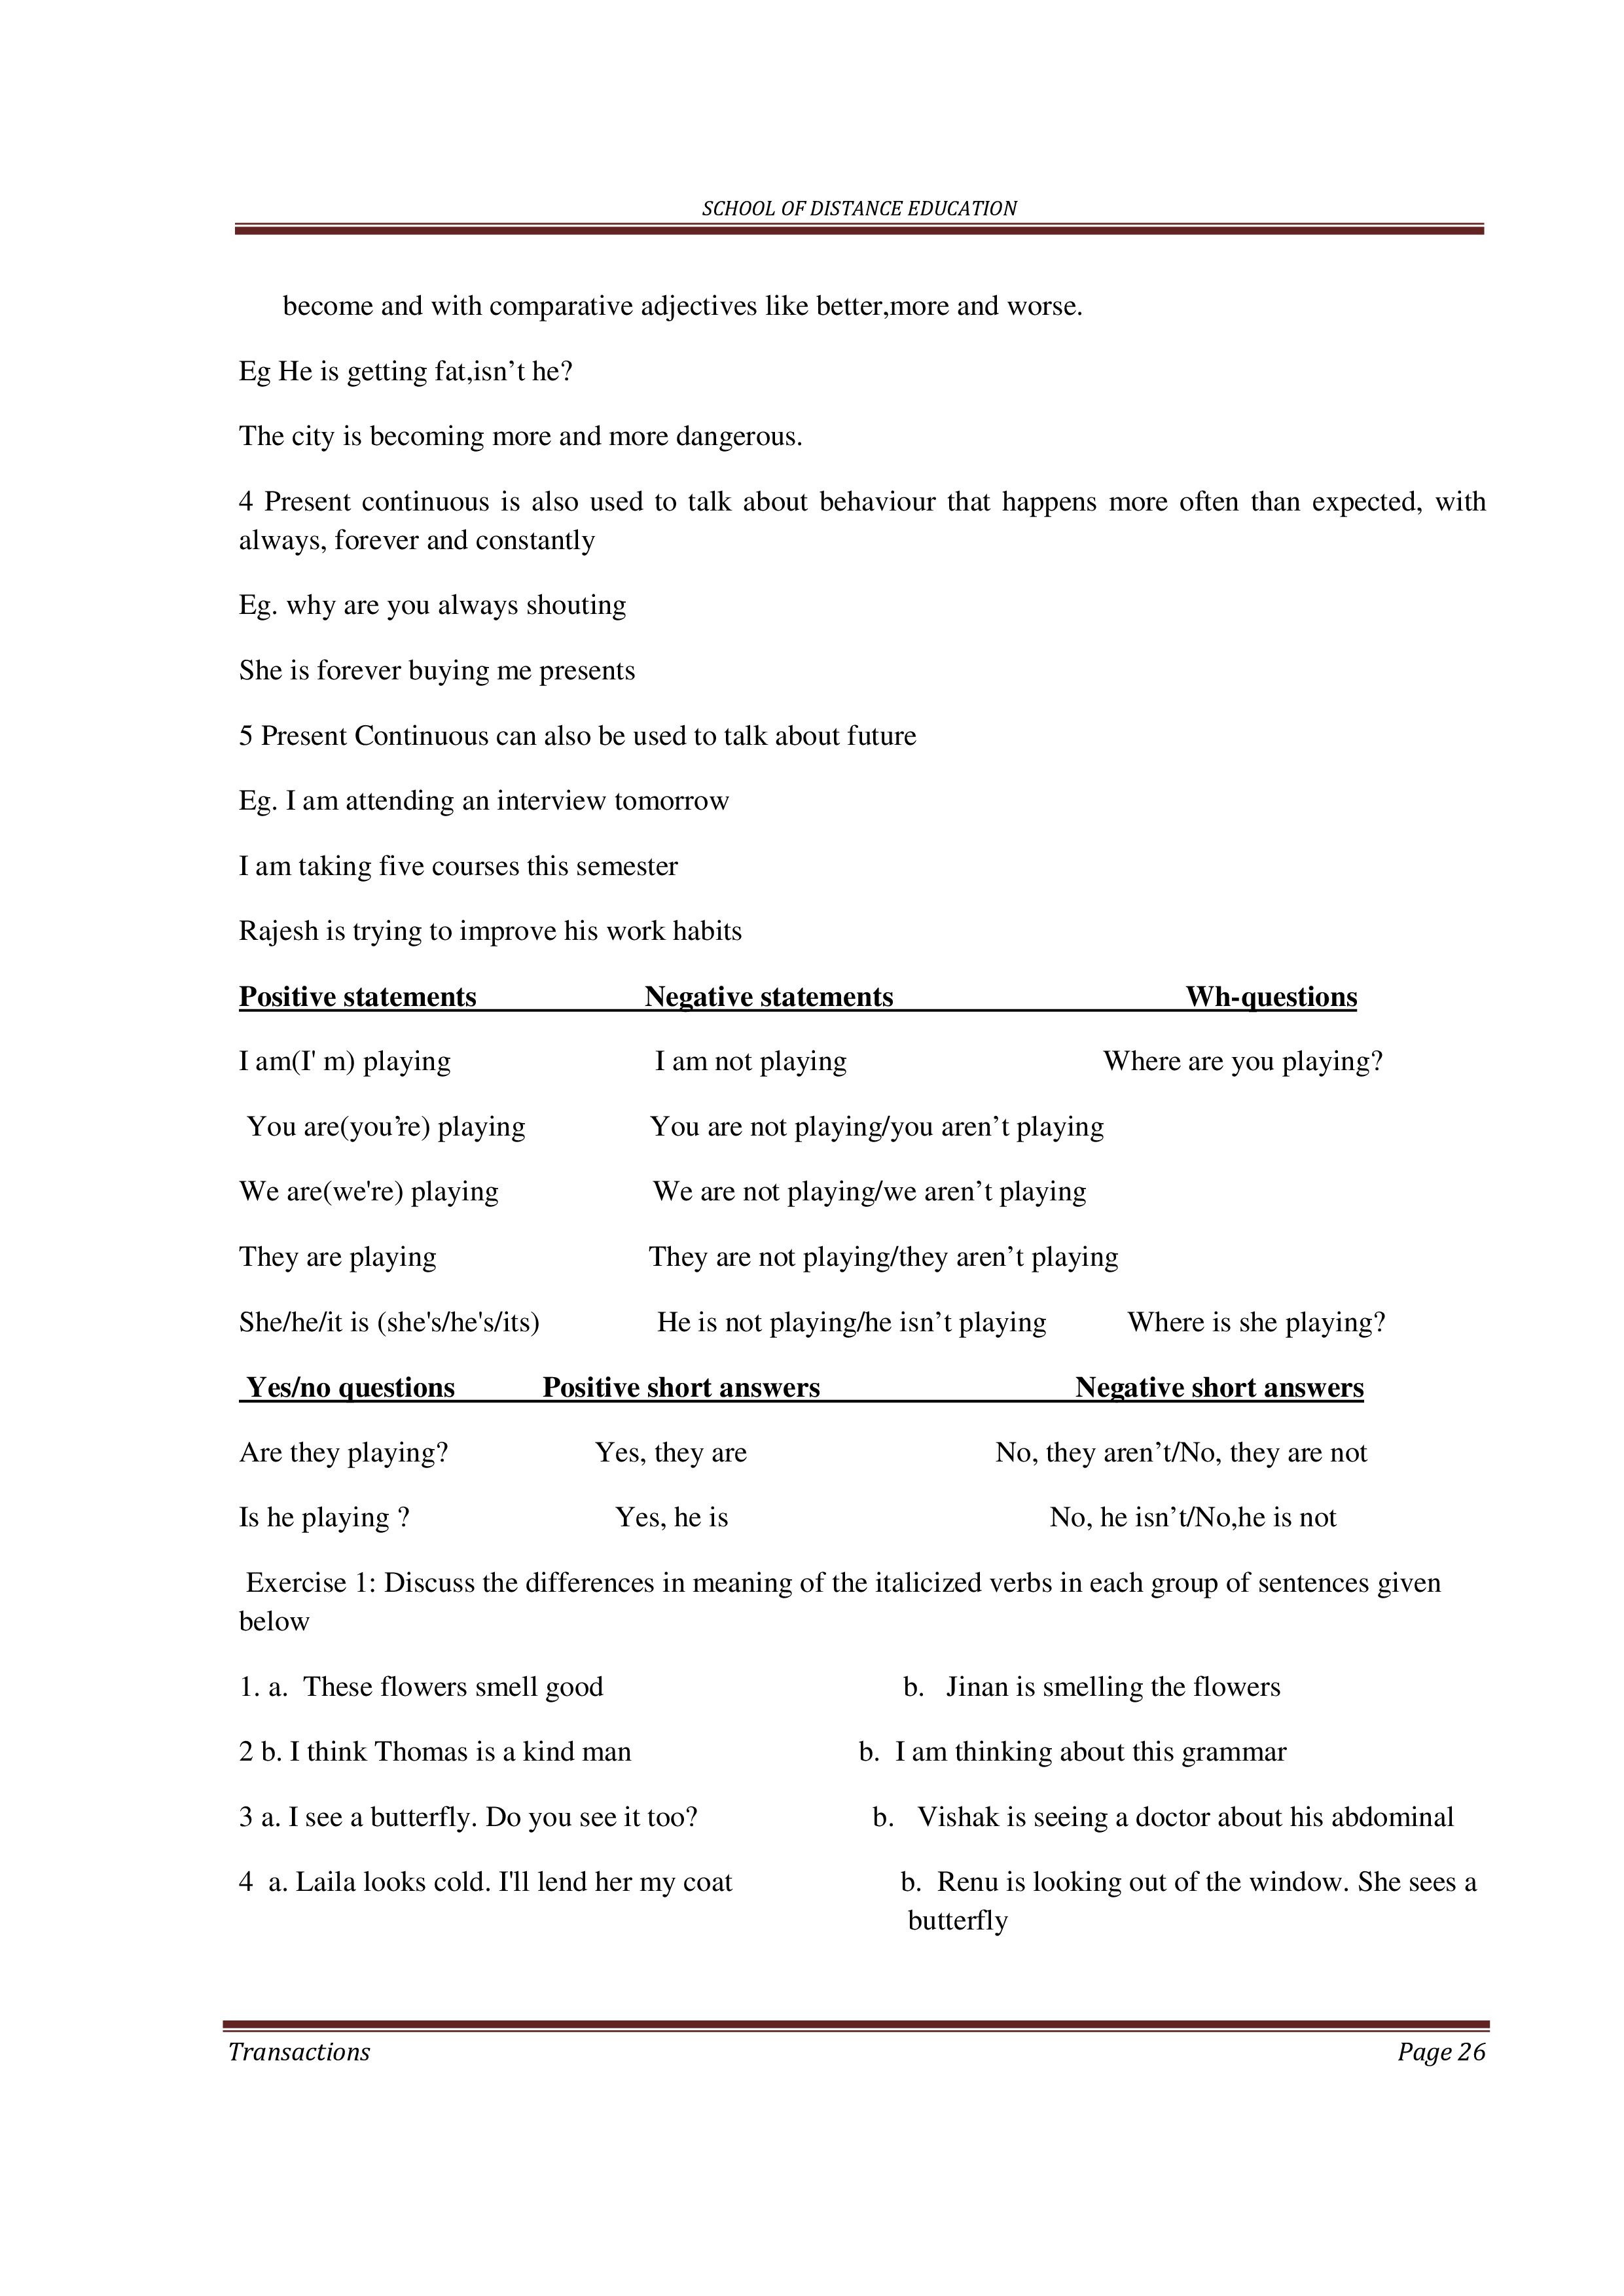 SCHOOL OF DISTANCE EDUCATION
become and with comparative adjectives like better,more and worse.
Eg He is getting fat,isn’t he?
The city is becoming more and more dangerous.
4 Present continuous is also used to talk about behaviour that happens more often than expected, with
always, forever and constantly
Eg. why are you always shouting
She is forever buying me presents
5 Present Continuous can also be used to talk about future
Eg. I am attending an interview tomorrow
I am taking five courses this semester
Rajesh is trying to improve his work habits
Positive statements Negative statements Wh-questions
I am(I' m) playing I am not playing Where are you playing?
You are(you’re) playing You are not playing/you aren’t playing
We are(we're) playing We are not playing/we aren’t playing
They are playing They are not playing/they aren’t playing
She/he/it is (she's/he's/its) He is not playing/he isn’t playing Where is she playing?
Yes/no questions Positive short answers Negative short answers
Are they playing? Yes, they are No, they aren’t/No, they are not
Is he playing ? Yes, he is No, he isn’t/No,he is not
Exercise 1: Discuss the differences in meaning of the italicized verbs in each group of sentences given
below
1. a. These flowers smell good b. Jinan is smelling the flowers
2 b. I think Thomas is a kind man b. I am thinking about this grammar
3 a. I see a butterfly. Do you see it too? b. Vishak is seeing a doctor about his abdominal
4 a. Laila looks cold. I'll lend her my coat b. Renu is looking out of the window. She sees a
butterfly
Transactions Page 26